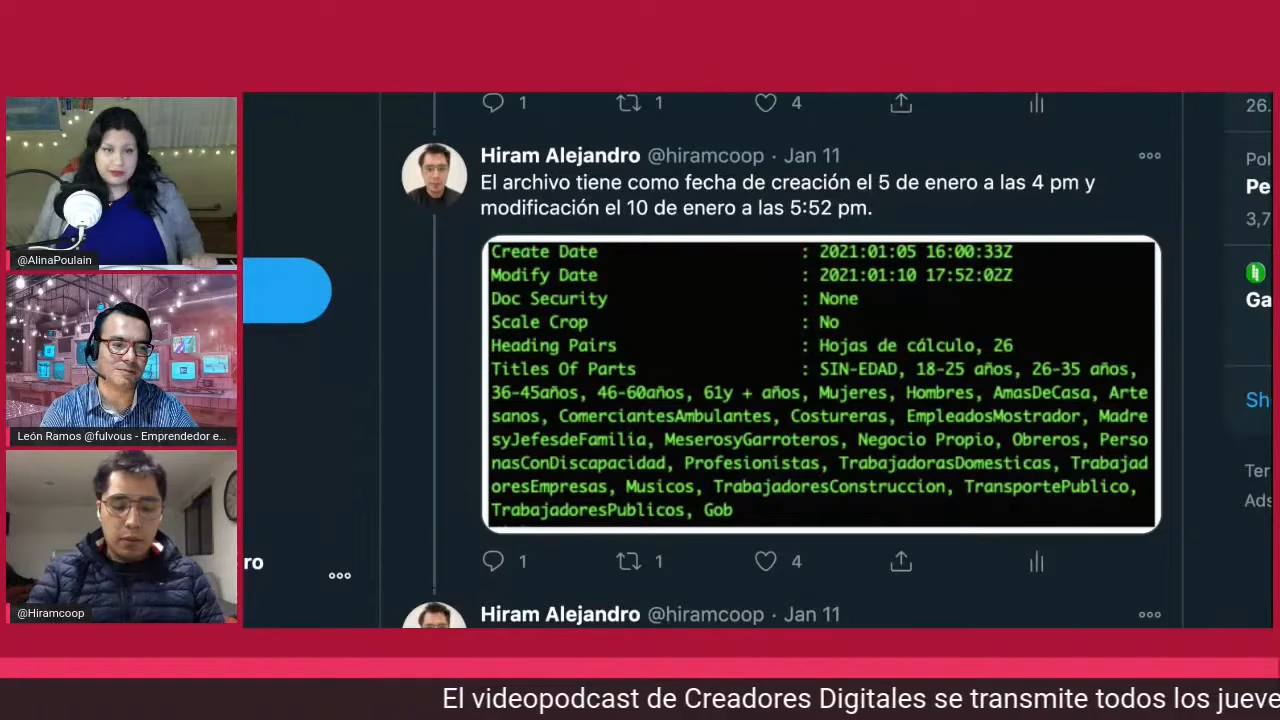 1 1 4
26.
Hiram Alejandro @hiramcoop · Jan 11
El archivo tiene como fecha de creación el 5 de enero a las 4 pm y
modificación el 10 de enero a las 5:52 pm.
Pol
Pe
3,7
Create Date : 2021:01:05 16:00:33Z
Modify Date : 2021:01:10 17:52:02Z
Doc Security : None
Scale Crop : No
Heading Pairs : Hojas de cálculo, 26
Titles Of Parts : SIN-EDAD, 18-25 años, 26-35 años,
36-45años, 46-60años, 61y + años, Mujeres, Hombres, AmasDeCasa, Arte
sanos, ComerciantesAmbulantes, Costureras, EmpleadosMostrador, Madre
syJefesdeFamilia, MeserosyGarroteros, Negocio Propio, Obreros, Perso
nasConDiscapacidad, Profesionistas, TrabajadorasDomesticas, Trabajad
oresEmpresas, Musicos, TrabajadoresConstruccion, TransportePublico,
TrabajadoresPublicos, Gob
Ga
Sh
Ter
Ads
1 1 4
Hiram Alejandro @hiramcoop · Jan 11
ro
@AlinaPoulain
León Ramos @fulvous - Emprendedor e...
@Hiramcoop
El videopodcast de Creadores Digitales se transmite todos los jueve